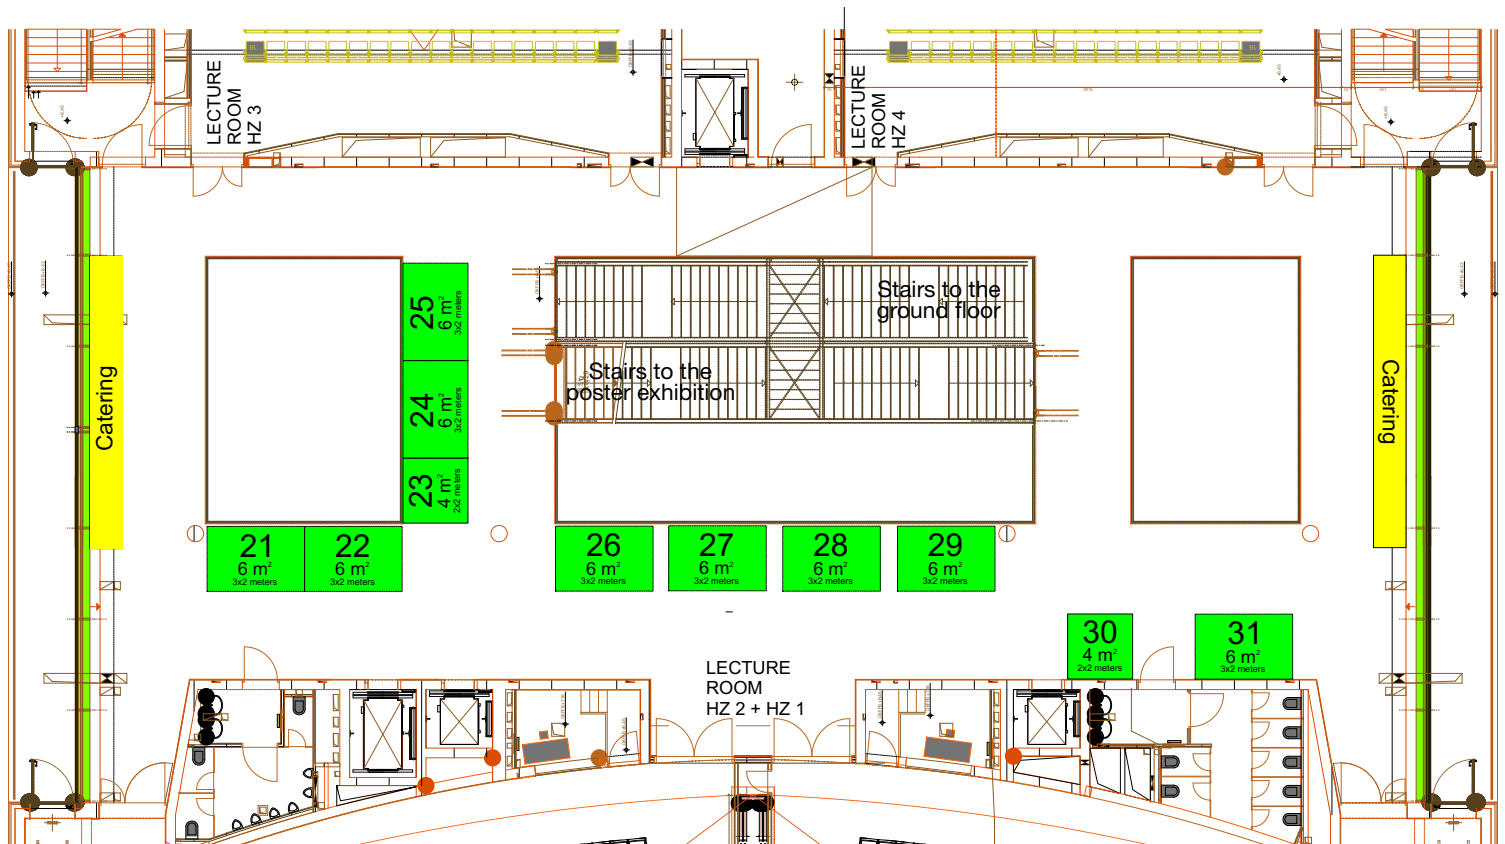 LECTURE
ROOM
HZ 3
LECTURE
ROOM
HZ 4
Stairs to the
ground floor
Stairs to the
poster exhibition
Catering
Catering
25
6 m²
3x2 meters
24
6 m²
3x2 meters
23
4 m²
2x2 meters
21
6 m²
3x2 meters
22
6 m²
3x2 meters
26
6 m²
3x2 meters
27
6 m²
3x2 meters
28
6 m²
3x2 meters
29
6 m²
3x2 meters
30
4 m²
2x2 meters
31
6 m²
3x2 meters
LECTURE
ROOM
HZ 2 + HZ 1